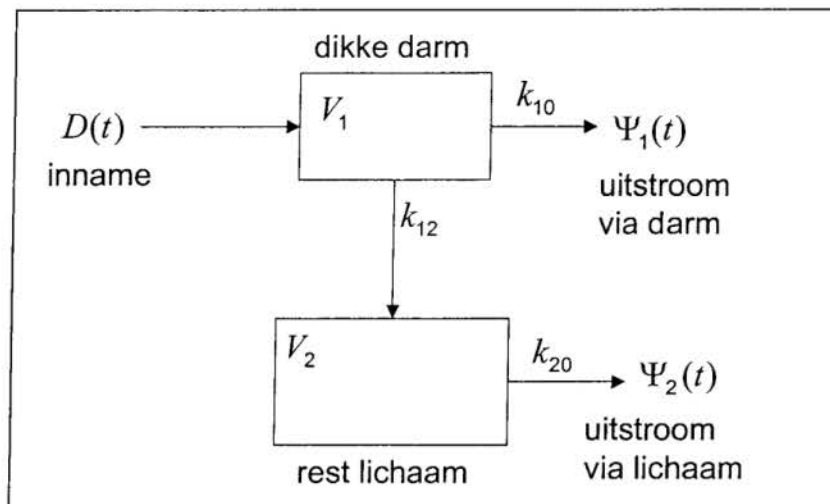 dikke darm
D(t)
inname
V₁
k₁₀
Ψ₁(t)
uitstroom
via darm
k₁₂
V₂
k₂₀
Ψ₂(t)
uitstroom
via lichaam
rest lichaam